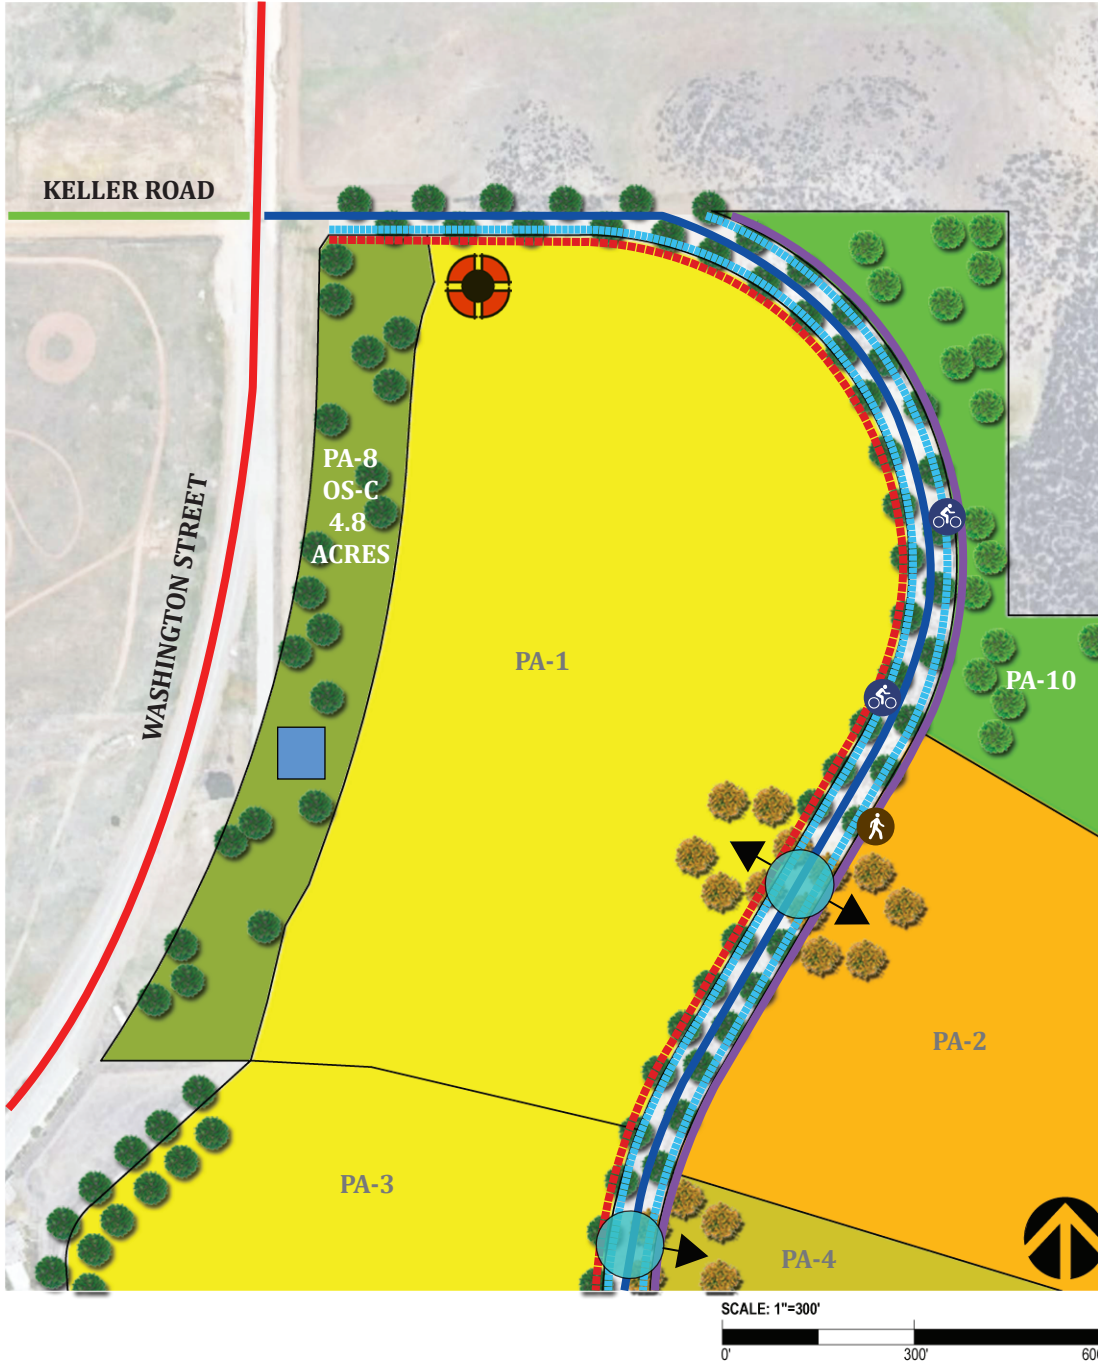 KELLER ROAD
WASHINGTON STREET
PA-8
OS-C
4.8
ACRES
PA-1
PA-10
PA-2
PA-3
PA-4
SCALE: 1"=300'
0' 300'